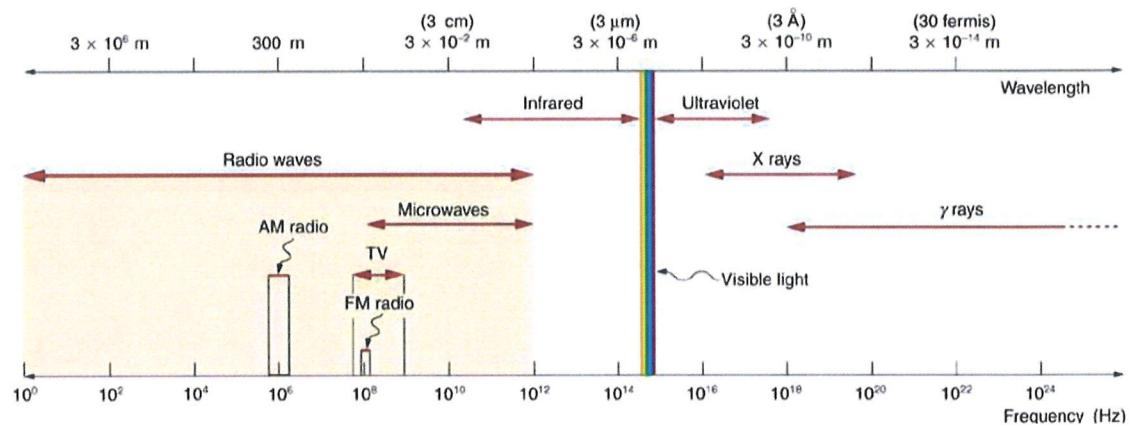 (3 cm) (3 μm) (3 Å) (30 fermis)
3 × 10⁶ m 300 m 3 × 10⁻² m 3 × 10⁻⁶ m 3 × 10⁻¹⁰ m 3 × 10⁻¹⁴ m
Wavelength
Infrared Ultraviolet
Radio waves X rays
Microwaves γ rays
AM radio
TV
Visible light
FM radio
10⁰ 10² 10⁴ 10⁶ 10⁸ 10¹⁰ 10¹² 10¹⁴ 10¹⁶ 10¹⁸ 10²⁰ 10²² 10²⁴
Frequency (Hz)